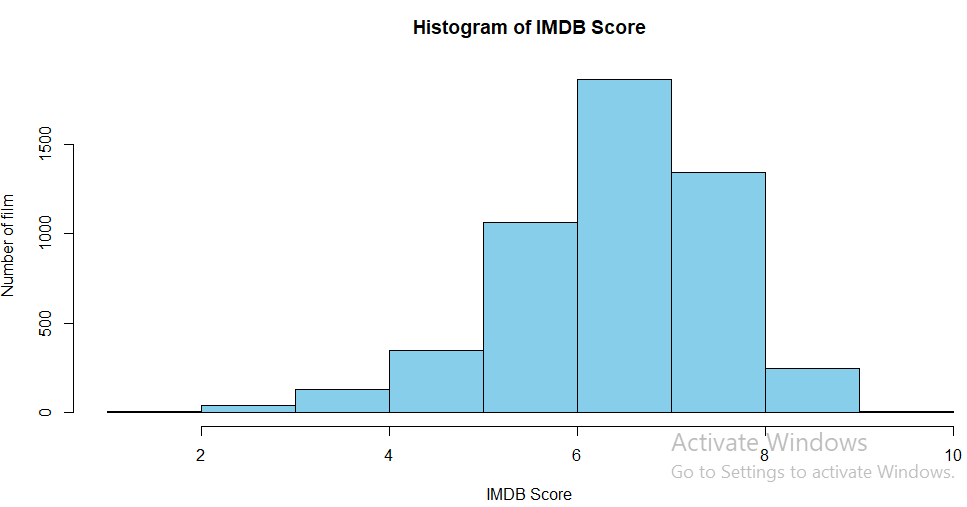 Histogram of IMDB Score
Number of film
1500
1000
500
0
2 4 6 8 10
IMDB Score
Activate Windows
Go to Settings to activate Windows.